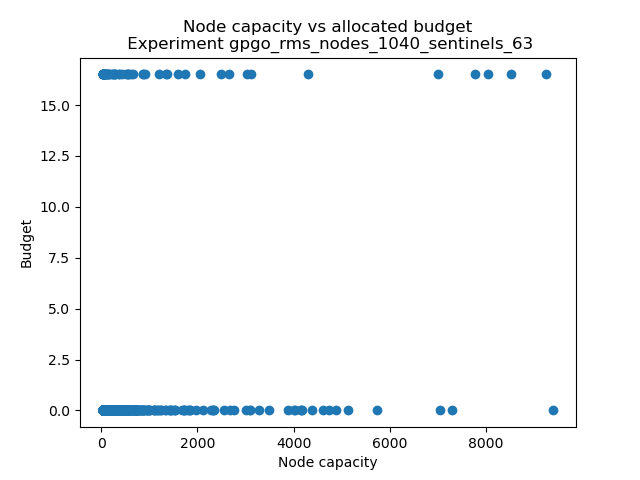 Node capacity vs allocated budget
Experiment gpgo_rms_nodes_1040_sentinels_63
15.0
12.5
10.0
7.5
5.0
2.5
0.0
Budget
0 2000 4000 6000 8000
Node capacity